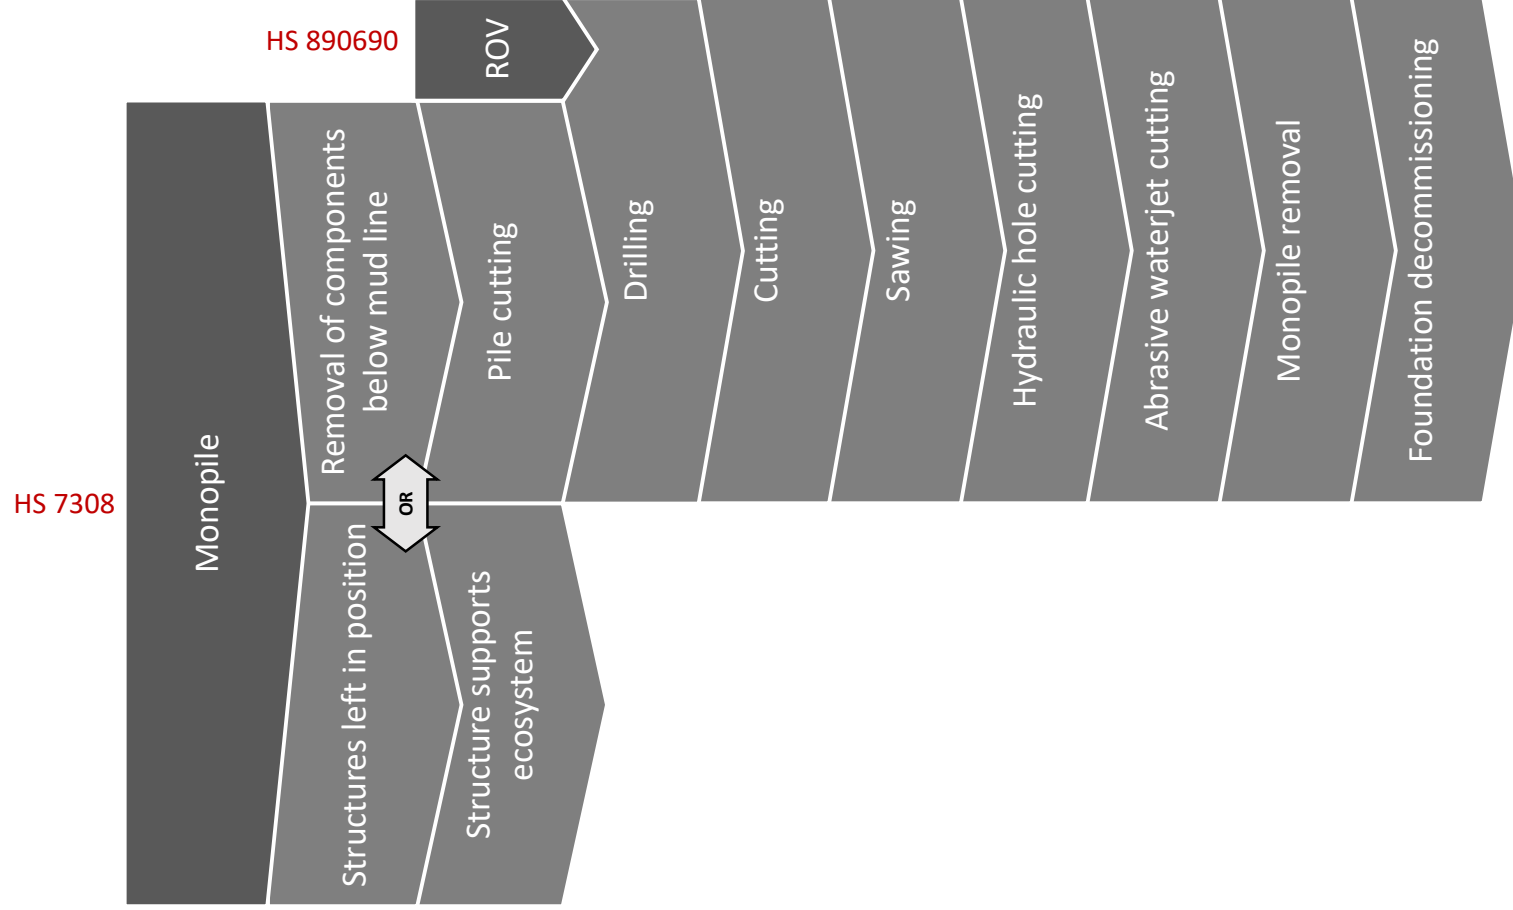 HS 890690
ROV
HS 7308
Monopile
Removal of components
below mud line
OR
Structures left in position
Pile cutting
Structure supports
ecosystem
Drilling
Cutting
Sawing
Hydraulic hole cutting
Abrasive waterjet cutting
Monopile removal
Foundation decommissioning